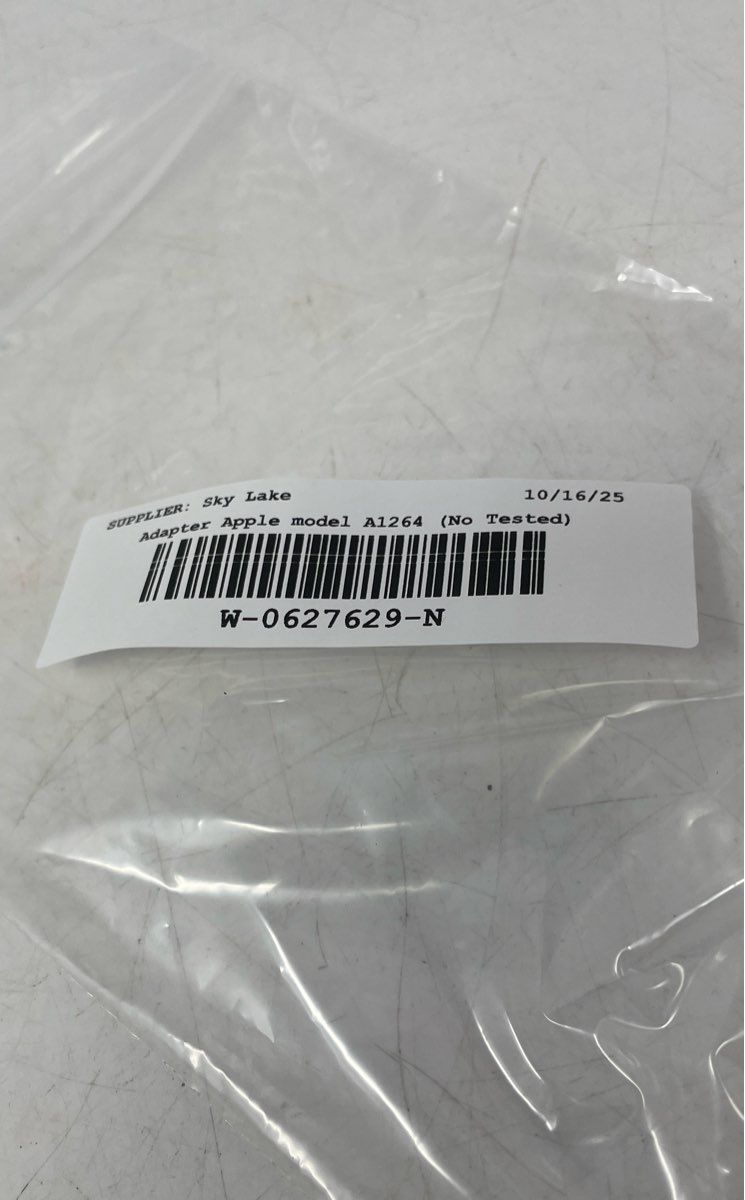 SUPPLIER: Sky Lake 10/16/25
Adapter Apple model A1264 (No Tested)
W-0627629-N